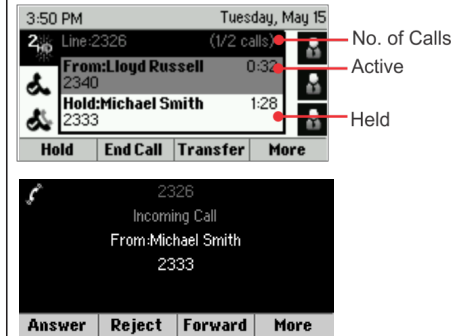 3:50 PM Tuesday, May 15
2 HD Line:2326 (1/2 calls)
No. of Calls
From:Lloyd Russell 0:32
Active
2340
Hold:Michael Smith 1:28
2333
Held
Hold End Call Transfer More
2326
Incoming Call
From:Michael Smith
2333
Answer Reject Forward More